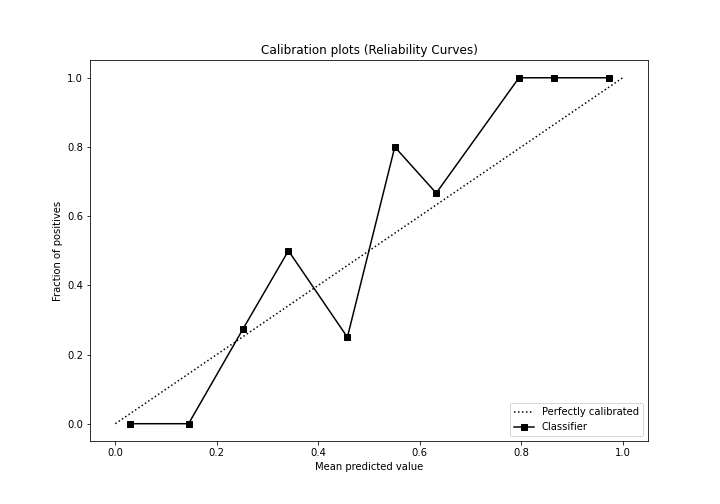 Calibration plots (Reliability Curves)
1.0
0.8
0.6
0.4
0.2
0.0
Fraction of positives
0.0 0.2 0.4 0.6 0.8 1.0
Mean predicted value
Perfectly calibrated
Classifier